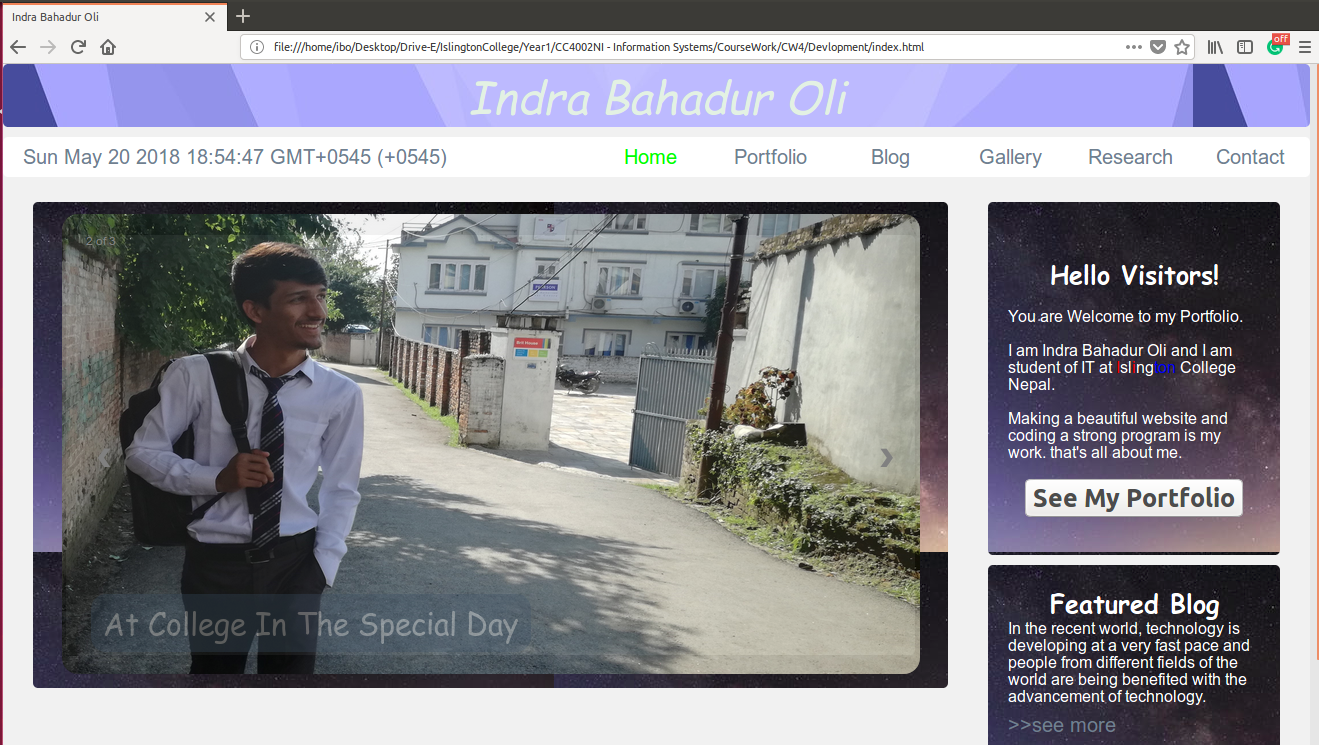 Indra Bahadur Oli
file:///home/ibo/Desktop/Drive-E/IslingtonCollege/Year1/CC4002NI - Information Systems/CourseWork/CW4/Devlopment/index.html
off
Indra Bahadur Oli
Sun May 20 2018 18:54:47 GMT+0545 (+0545)
Home
Portfolio
Blog
Gallery
Research
Contact
2 of 3
Brit House
❮
❯
At College In The Special Day
Hello Visitors!
You are Welcome to my Portfolio.
I am Indra Bahadur Oli and I am
student of IT at Islington College
Nepal.
Making a beautiful website and
coding a strong program is my
work. that's all about me.
See My Portfolio
Featured Blog
In the recent world, technology is
developing at a very fast pace and
people from different fields of the
world are being benefited with the
advancement of technology.
>>see more